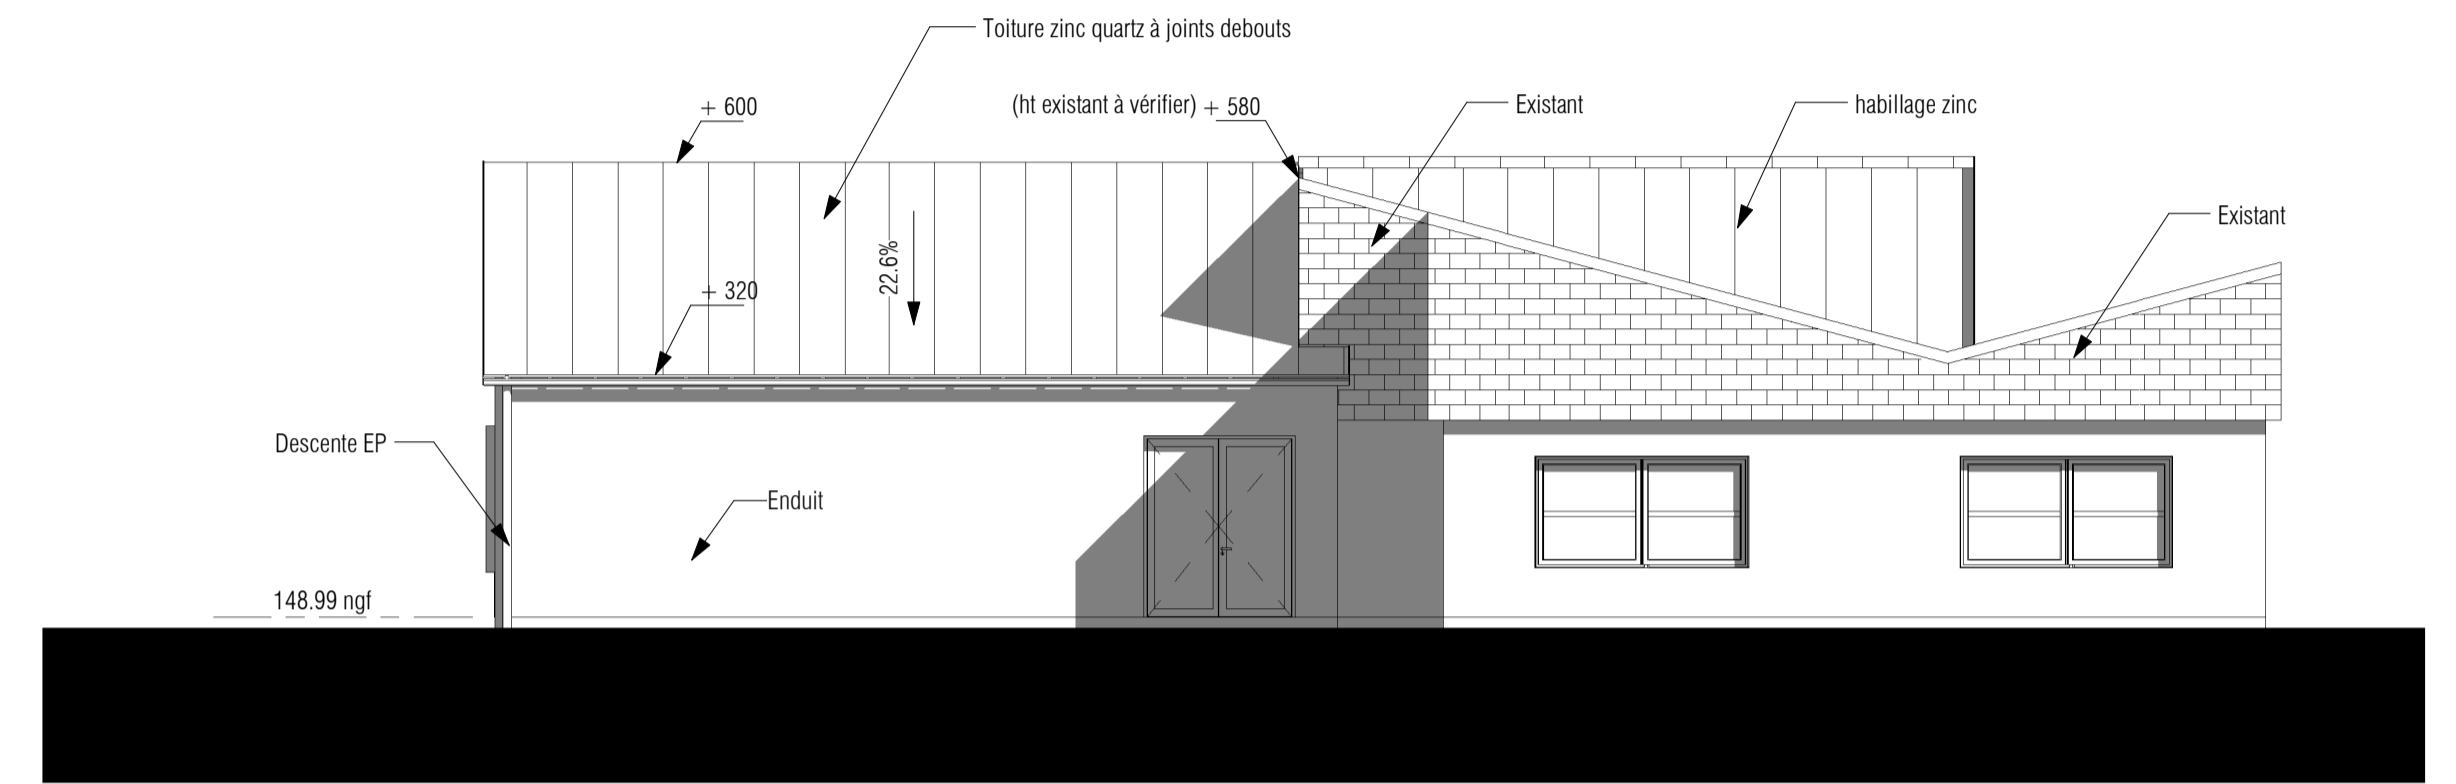 Toiture zinc quartz à joints debouts
+ 600
(ht existant à vérifier) + 580
Existant
habillage zinc
Existant
22.6%
+ 320
Descente EP
Enduit
148.99 ngf